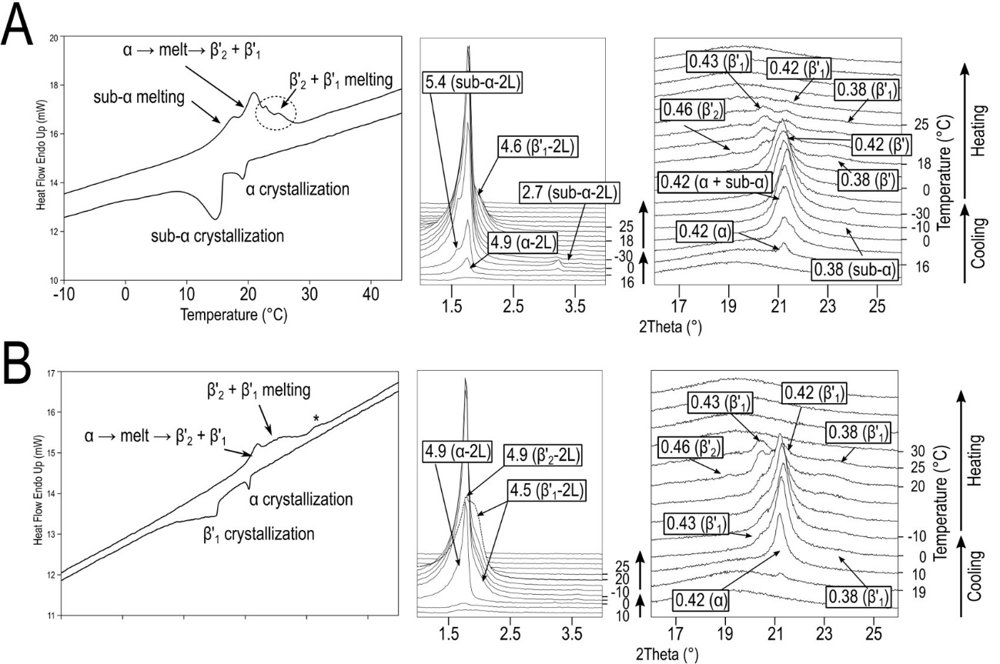 A
20
18
16
14
12
10
Heat Flow Endo Up (mW)
α → melt→ β'₂ + β'₁
sub-α melting
β'₂ + β'₁ melting
α crystallization
sub-α crystallization
-10 0 10 20 30 40
Temperature (°C)
5.4 (sub-α-2L)
4.6 (β'₁-2L)
2.7 (sub-α-2L)
4.9 (α-2L)
25
18
-30
0
16
1.5 2.5 3.5
0.43 (β'₁)
0.42 (β'₁)
0.38 (β'₁)
0.46 (β'₂)
0.42 (β')
0.38 (β')
0.42 (α + sub-α)
0.42 (α)
0.38 (sub-α)
25
18
0
-30
-10
0
16
Temperature (°C)
Cooling
Heating
17 19 21 23 25
2Theta (°)
B
17
16
15
14
13
12
11
Heat Flow Endo Up (mW)
β'₂ + β'₁ melting
*
α → melt → β'₂ + β'₁
α crystallization
β'₁ crystallization
4.9 (α-2L)
4.9 (β'₂-2L)
4.5 (β'₁-2L)
25
20
-10
0
10
1.5 2.5 3.5
0.43 (β'₁)
0.42 (β'₁)
0.38 (β'₁)
0.46 (β'₂)
0.43 (β'₁)
0.42 (α)
0.38 (β'₁)
30
25
20
-10
0
10
19
Temperature (°C)
Cooling
Heating
17 19 21 23 25
2Theta (°)